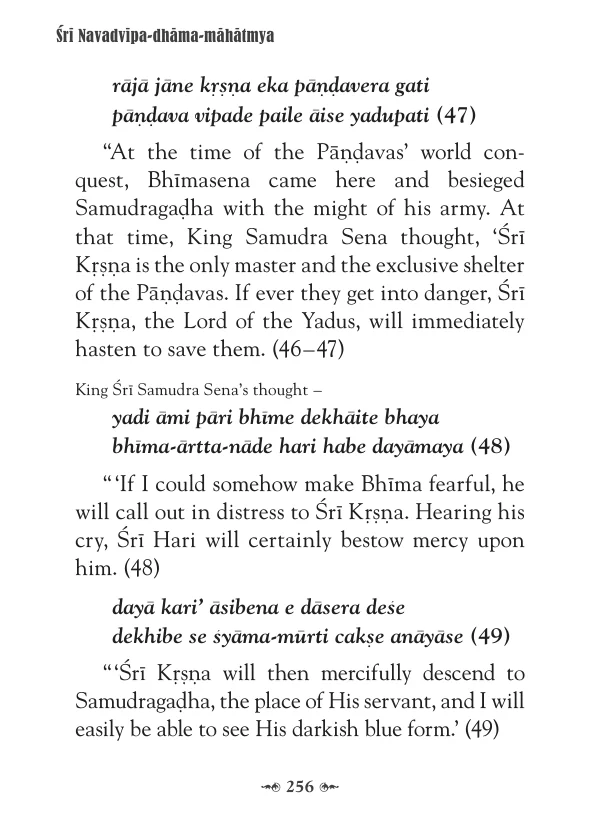 Śrī Navadvīpa-dhāma-māhātmya
rājā jāne kṛṣṇa eka pāṇḍavera gati
pāṇḍava vipade paile āise yadupati (47)
“At the time of the Pāṇḍavas’ world con-
quest, Bhīmasena came here and besieged
Samudragaḍha with the might of his army. At
that time, King Samudra Sena thought, ‘Śrī
Kṛṣṇa is the only master and the exclusive shelter
of the Pāṇḍavas. If ever they get into danger, Śrī
Kṛṣṇa, the Lord of the Yadus, will immediately
hasten to save them. (46–47)
King Śrī Samudra Sena’s thought –
yadi āmi pāri bhīme dekhāite bhaya
bhīma-ārtta-nāde hari habe dayāmaya (48)
“ ‘If I could somehow make Bhīma fearful, he
will call out in distress to Śrī Kṛṣṇa. Hearing his
cry, Śrī Hari will certainly bestow mercy upon
him. (48)
dayā kari’ āsibena e dāsera deśe
dekhibe se śyāma-mūrti cakṣe anāyāse (49)
“ ‘Śrī Kṛṣṇa will then mercifully descend to
Samudragaḍha, the place of His servant, and I will
easily be able to see His darkish blue form.’ (49)
256